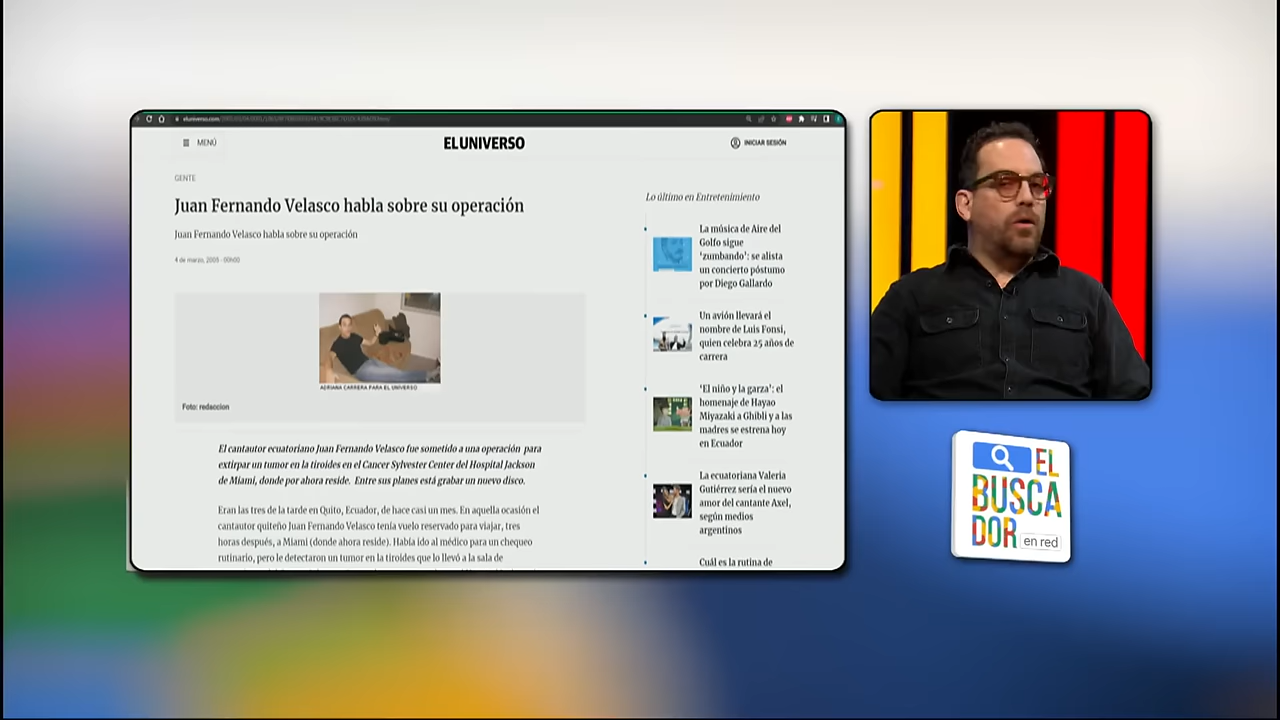 MENÚ
EL UNIVERSO
INICIAR SESIÓN
GENTE
Juan Fernando Velasco habla sobre su operación
Juan Fernando Velasco habla sobre su operación
4 de marzo, 2005 - 00h00
ADRIANA CARRERA PARA EL UNIVERSO
Foto: redaccion
El cantautor ecuatoriano Juan Fernando Velasco fue sometido a una operación para
extirpar un tumor en la tiroides en el Cancer Sylvester Center del Hospital Jackson
de Miami, donde por ahora reside. Entre sus planes está grabar un nuevo disco.
Eran las tres de la tarde en Quito, Ecuador, de hace casi un mes. En aquella ocasión el
cantautor quiteño Juan Fernando Velasco tenía vuelo reservado para viajar, tres
horas después, a Miami (donde ahora reside). Había ido al médico para un chequeo
rutinario, pero le detectaron un tumor en la tiroides que lo llevó a la sala de
Lo último en Entretenimiento
La música de Aire del
Golfo sigue
'zumbando': se alista
un concierto póstumo
por Diego Gallardo
Un avión llevará el
nombre de Luis Fonsi,
quien celebra 25 años de
carrera
'El niño y la garza': el
homenaje de Hayao
Miyazaki a Ghibli y a las
madres se estrena hoy
en Ecuador
La ecuatoriana Valeria
Gutiérrez sería el nuevo
amor del cantante Axel,
según medios
argentinos
Cuál es la rutina de
EL
BUSCA
DOR en red